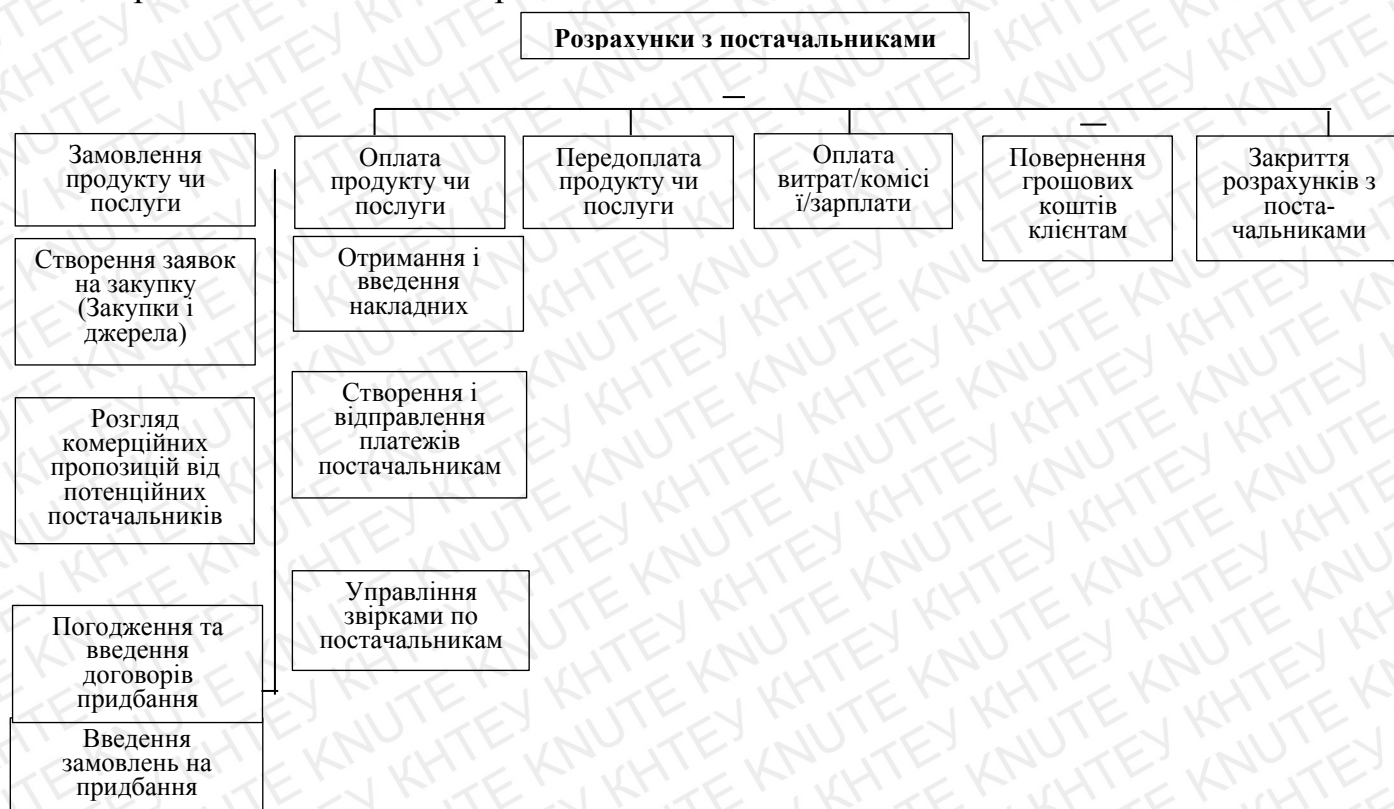 Розрахунки з постачальниками
Замовлення
продукту чи
послуги
Оплата
продукту чи
послуги
Передоплата
продукту чи
послуги
Оплата
витрат/комісі
ї/зарплати
Повернення
грошових
коштів
клієнтам
Закриття
розрахунків з
поста-
чальниками
Створення заявок
на закупку
(Закупки і
джерела)
Отримання і
введення
накладних
Розгляд
комерційних
пропозицій від
потенційних
постачальників
Створення і
відправлення
платежів
постачальникам
Погодження та
введення
договорів
придбання
Управління
звірками по
постачальникам
Введення
замовлень на
придбання